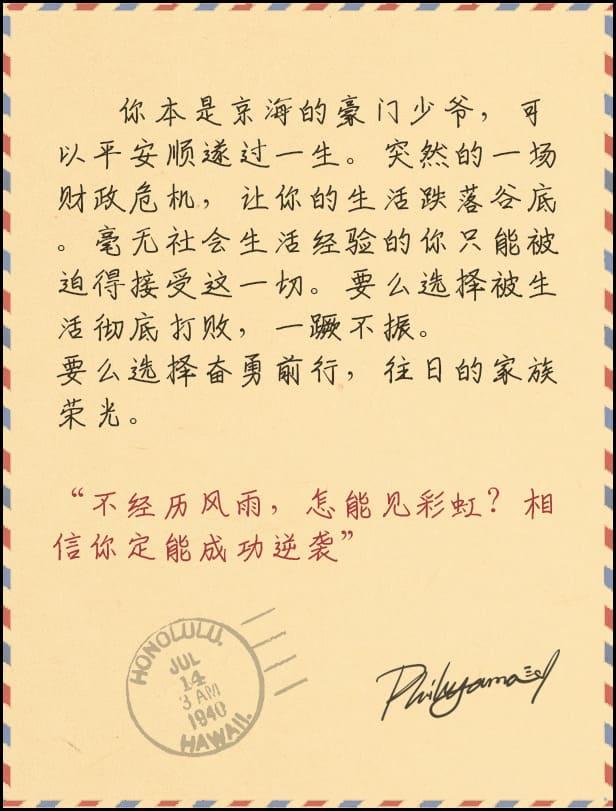 你本是京海的豪门少爷，可
以平安顺遂过一生。突然的一场
财政危机，让你的生活跌落谷底
。毫无社会生活经验的你只能被
迫得接受这一切。要么选择被生
活彻底打败，一蹶不振。
要么选择奋勇前行，往日的家族
荣光。
“不经历风雨，怎能见彩虹？相
信你定能成功逆袭”
HONOLULU,
JUL
14
3 AM
1940
HAWAII.